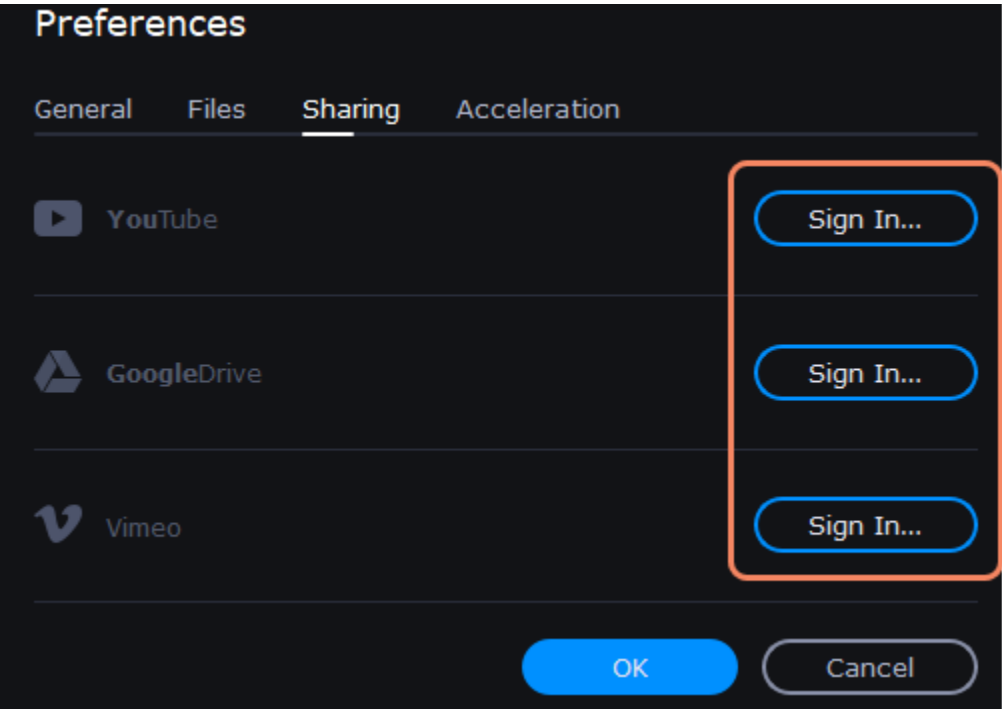 Preferences
General Files Sharing Acceleration
YouTube Sign In...
GoogleDrive Sign In...
Vimeo Sign In...
OK Cancel